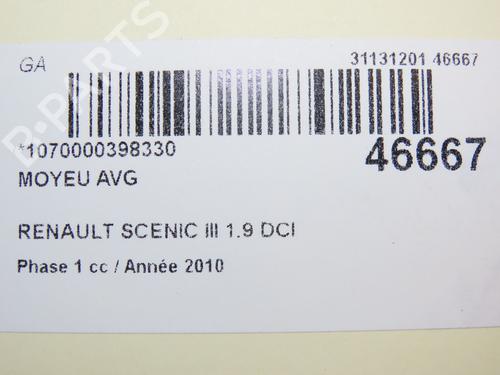 GA
31131201 46667
*1070000398330
46667
MOYEU AVG
RENAULT SCENIC III 1.9 DCI
Phase 1 cc / Année 2010
B-PARTS